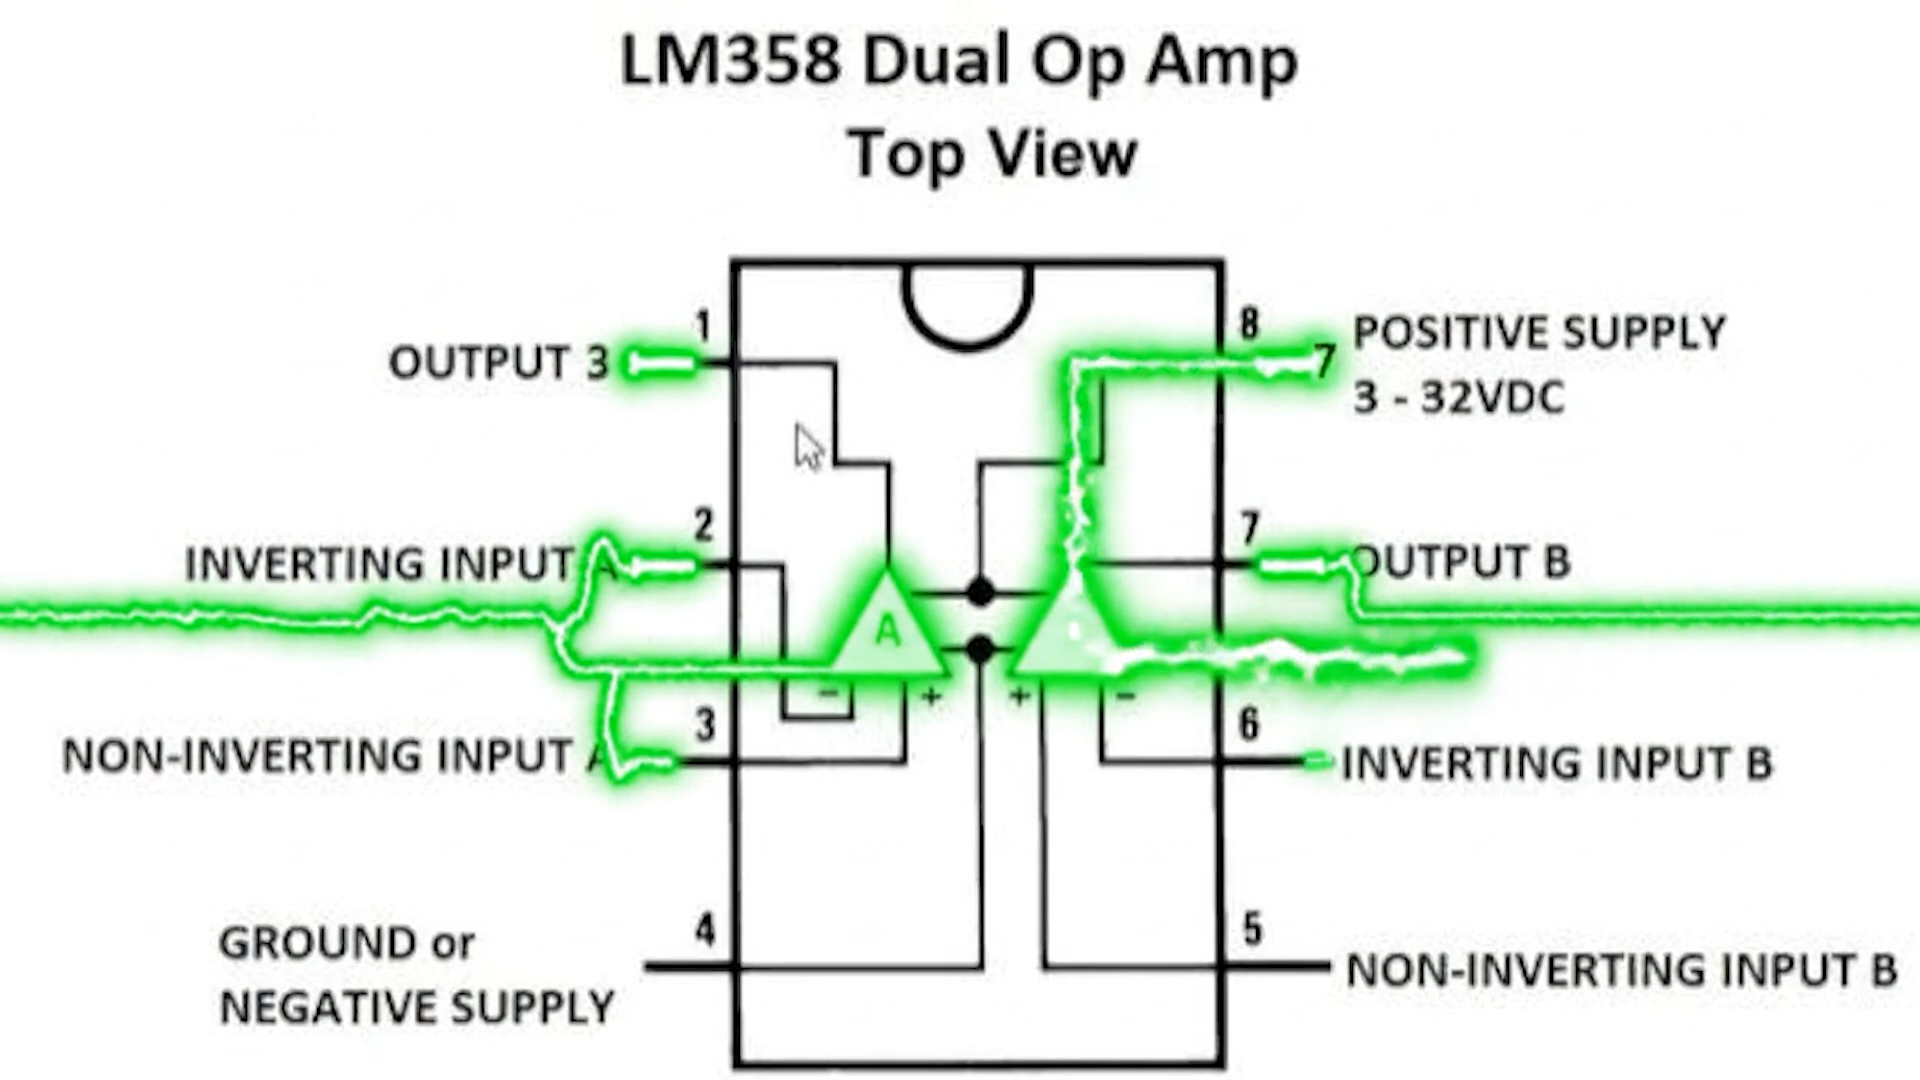 LM358 Dual Op Amp
Top View
1
8
OUTPUT 3
7
POSITIVE SUPPLY
3 - 32VDC
2
7
INVERTING INPUT A
OUTPUT B
A
- + + -
3
6
NON-INVERTING INPUT A
INVERTING INPUT B
4
5
GROUND or
NEGATIVE SUPPLY
NON-INVERTING INPUT B